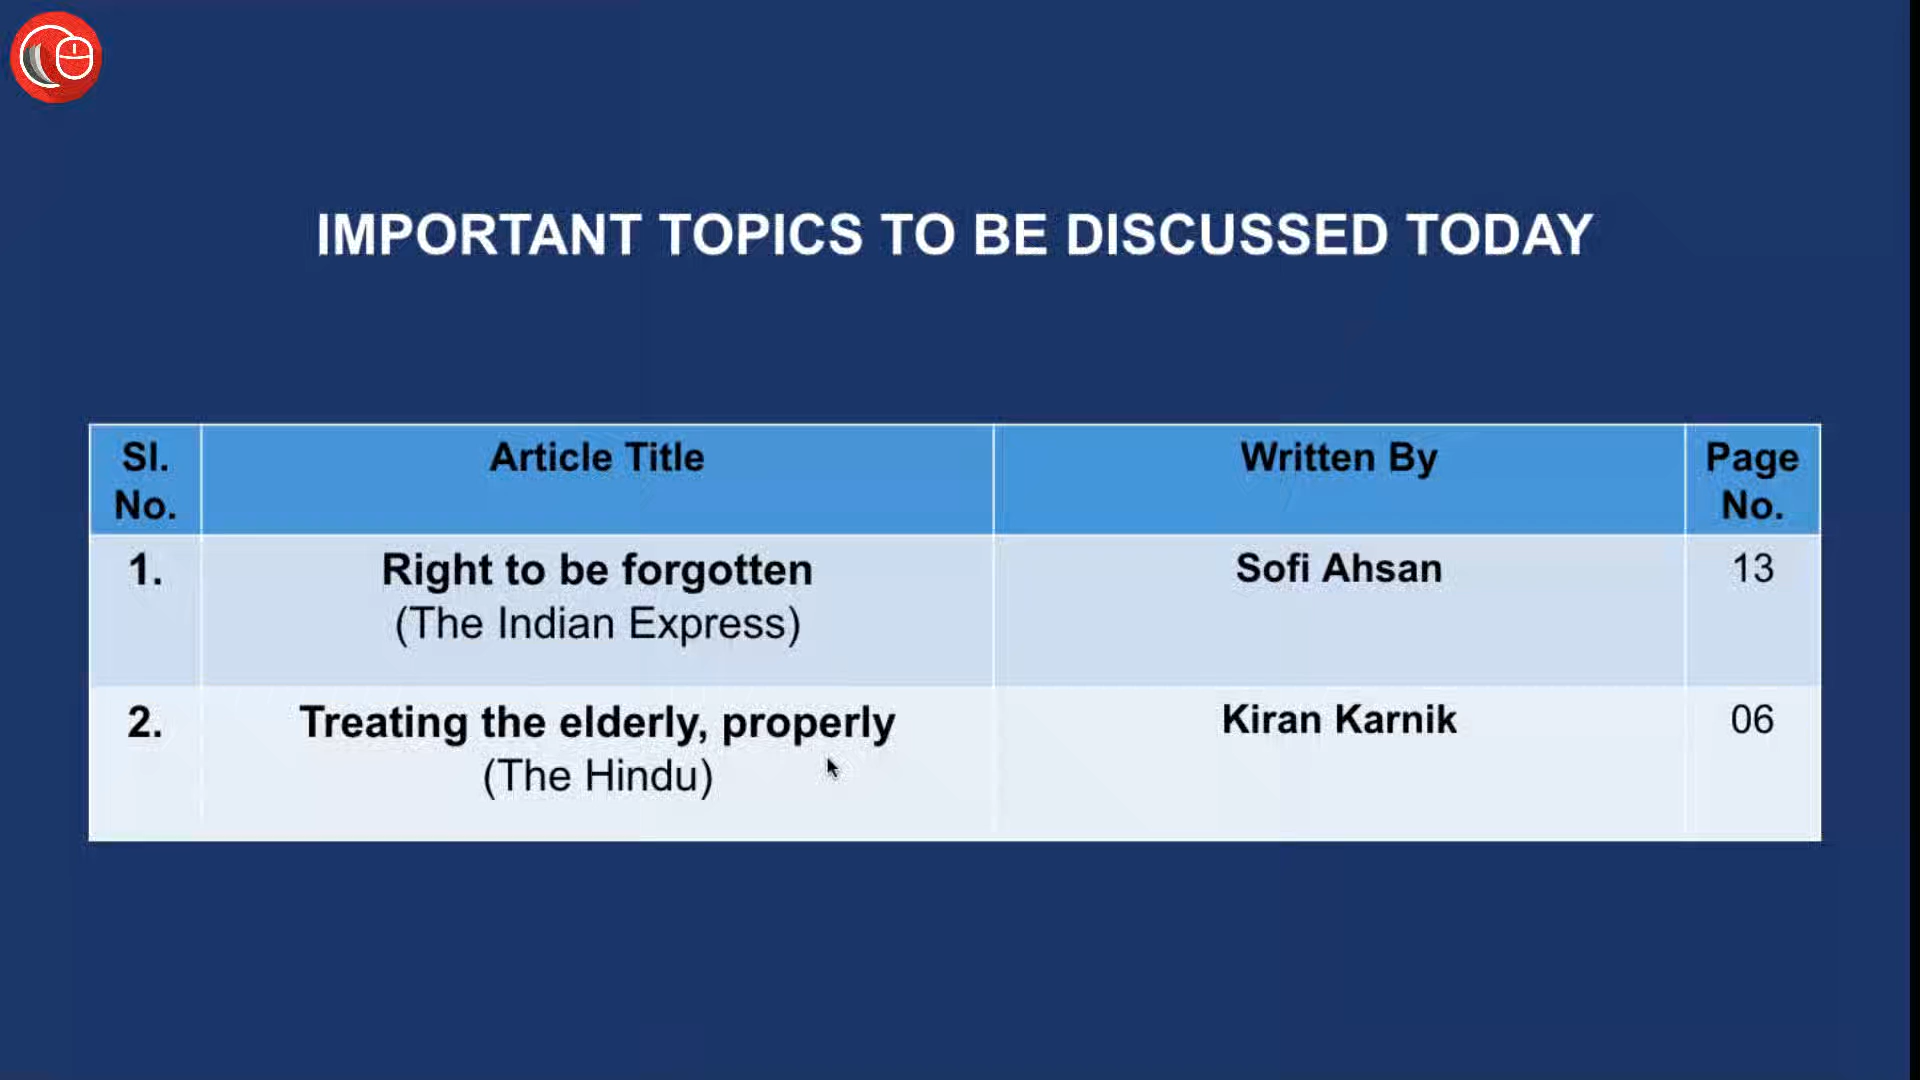 IMPORTANT TOPICS TO BE DISCUSSED TODAY
Sl. No.
Article Title
Written By
Page No.
1.
Right to be forgotten
(The Indian Express)
Sofi Ahsan
13
2.
Treating the elderly, properly
(The Hindu)
Kiran Karnik
06